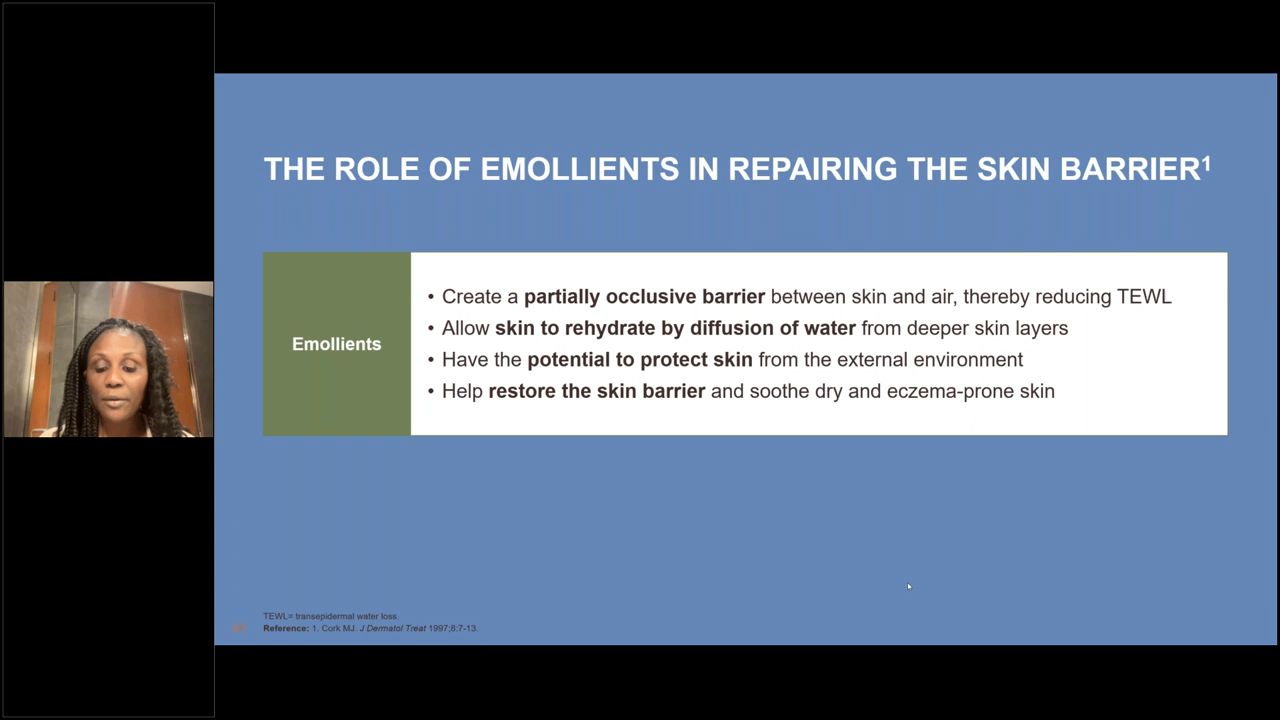 THE ROLE OF EMOLLIENTS IN REPAIRING THE SKIN BARRIER¹
Emollients
• Create a partially occlusive barrier between skin and air, thereby reducing TEWL
• Allow skin to rehydrate by diffusion of water from deeper skin layers
• Have the potential to protect skin from the external environment
• Help restore the skin barrier and soothe dry and eczema-prone skin
TEWL= transepidermal water loss.
Reference: 1. Cork MJ. J Dermatol Treat 1997;8:7-13.